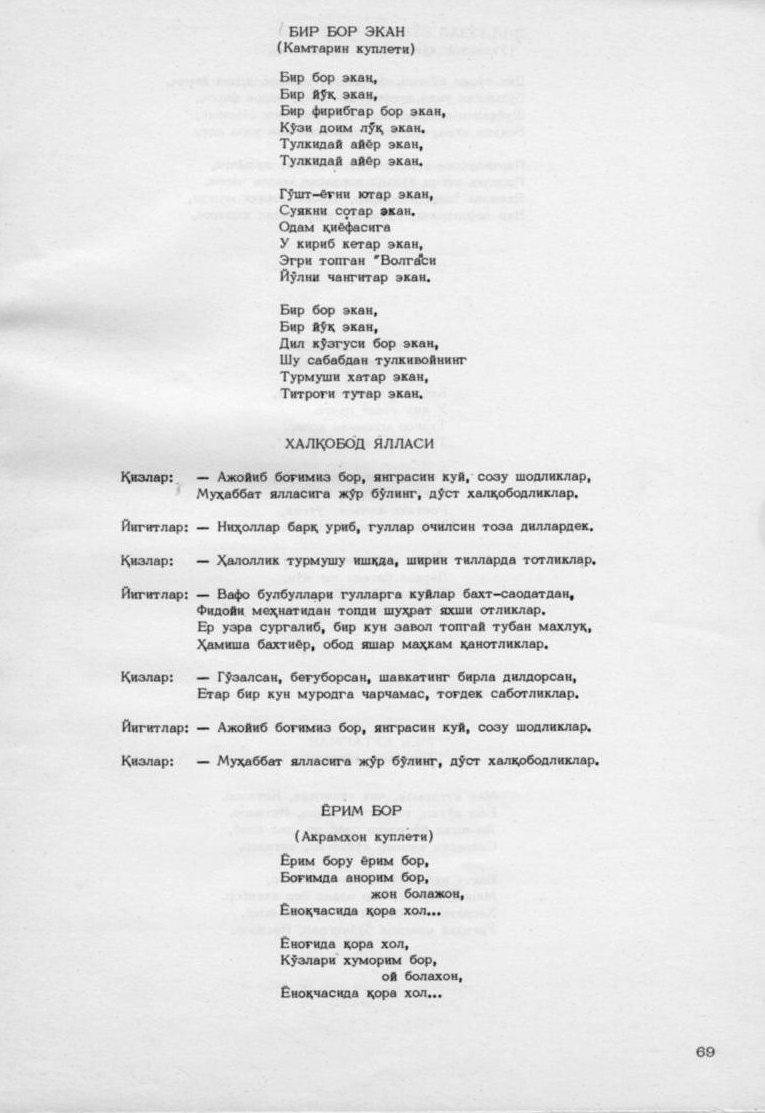 БИР БОР ЭКАН
(Камтарин куплети)
Бир бор экан,
Бир йўқ экан,
Бир фирибгар бор экан,
Кўзи доим лўқ экан.
Тулкидай айёр экан,
Тулкидай айёр экан.
Гўшт-ёғни ютар экан,
Суякни сотар экан.
Одам қиёфасига
У кириб кетар экан,
Эгри топган "Волга"си
Йўлни чангитар экан.
Бир бор экан,
Бир йўқ экан,
Дил кўзгуси бор экан,
Шу сабабдан тулкивойнинг
Турмуши хатар экан,
Титроғи тутар экан.
ХАЛҚОБОД ЯЛЛАСИ
Қизлар: — Ажойиб боғимиз бор, янграсин куй, созу шодликлар,
Муҳаббат ялласига жўр бўлинг, дўст халқободликлар.
Йигитлар: — Ниҳоллар барқ уриб, гуллар очилсин тоза диллардек.
Қизлар: — Ҳалоллик турмушу ишқда, ширин тилларда тотликлар.
Йигитлар: — Вафо булбуллари гулларга куйлар бахт-саодатдан,
Фидойи меҳнатидан топди шуҳрат яхши отликлар.
Ер узра сургалиб, бир кун завол топгай тубан махлуқ,
Ҳамиша бахтиёр, обод яшар маҳкам қанотликлар.
Қизлар: — Гўзалсан, беғуборсан, шавкатинг бирла дилдорсан,
Етар бир кун муродга чарчамас, тоғдек саботликлар.
Йигитлар: — Ажойиб боғимиз бор, янграсин куй, созу шодликлар.
Қизлар: — Муҳаббат ялласига жўр бўлинг, дўст халқободликлар.
ЁРИМ БОР
(Акрамхон куплети)
Ёрим бору ёрим бор,
Боғимда анорим бор,
жон болажон,
Ёноқчасида қора хол...
Ёноғида қора хол,
Кўзлари хуморим бор,
ой болахон,
Ёноқчасида қора хол...
69